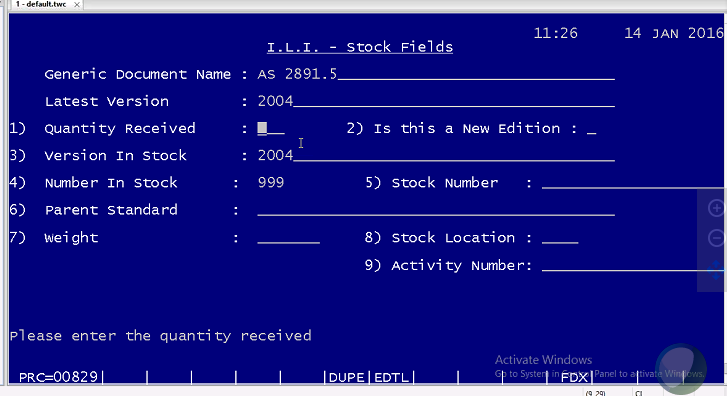 1 - default.twc ×
11:26 14 JAN 2016
I.L.I. - Stock Fields
Generic Document Name : AS 2891.5
Latest Version : 2004
1) Quantity Received : 2) Is this a New Edition : _
3) Version In Stock : 2004
4) Number In Stock : 999 5) Stock Number :
6) Parent Standard :
7) Weight : 8) Stock Location :
9) Activity Number:
Please enter the quantity received
Activate Windows
Go to System in Control Panel to activate Windows.
PRC=00829| | | | | |DUPE|EDTL| | | | FDX| | |
(9,29) CL